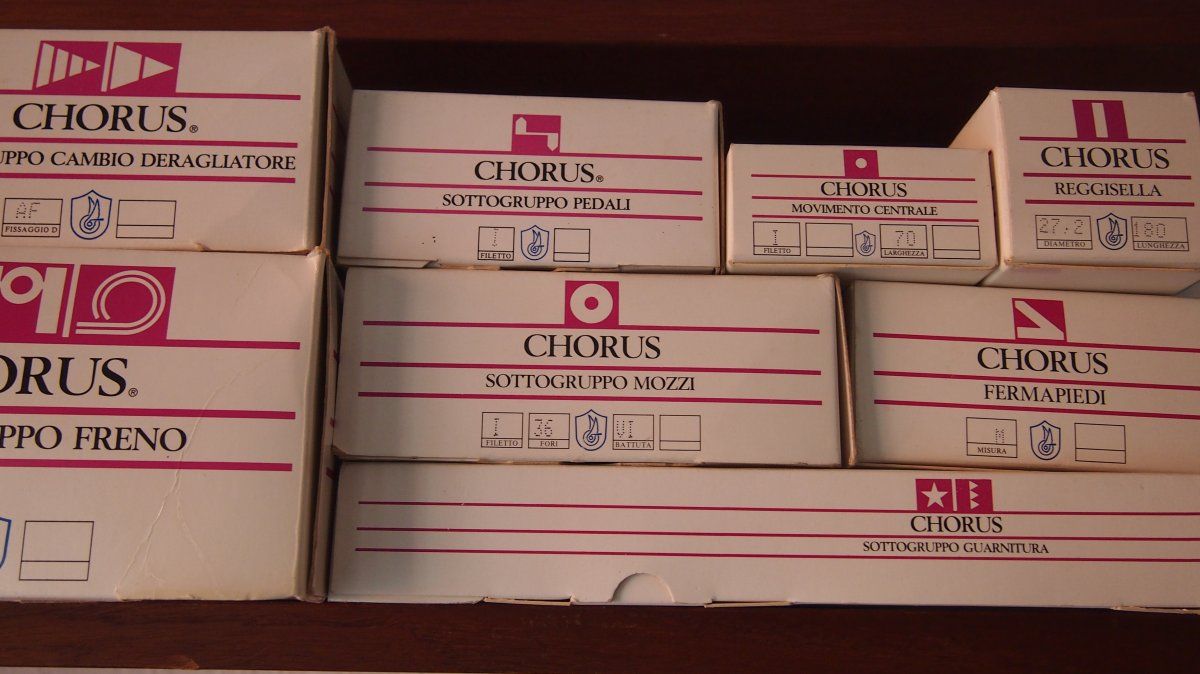 CHORUS®
UPPO CAMBIO DERAGLIATORE
AF
FISSAGGIO D
CHORUS®
SOTTOGRUPPO PEDALI
I
FILETTO
CHORUS
MOVIMENTO CENTRALE
I
FILETTO
70
LARGHEZZA
CHORUS
REGGISELLA
27.2
DIAMETRO
180
LUNGHEZZA
ORUS®
PPO FRENO
CHORUS
SOTTOGRUPPO MOZZI
I
FILETTO
36
FORI
VI
BATTUTA
CHORUS
FERMAPIEDI
M
MISURA
CHORUS
SOTTOGRUPPO GUARNITURA